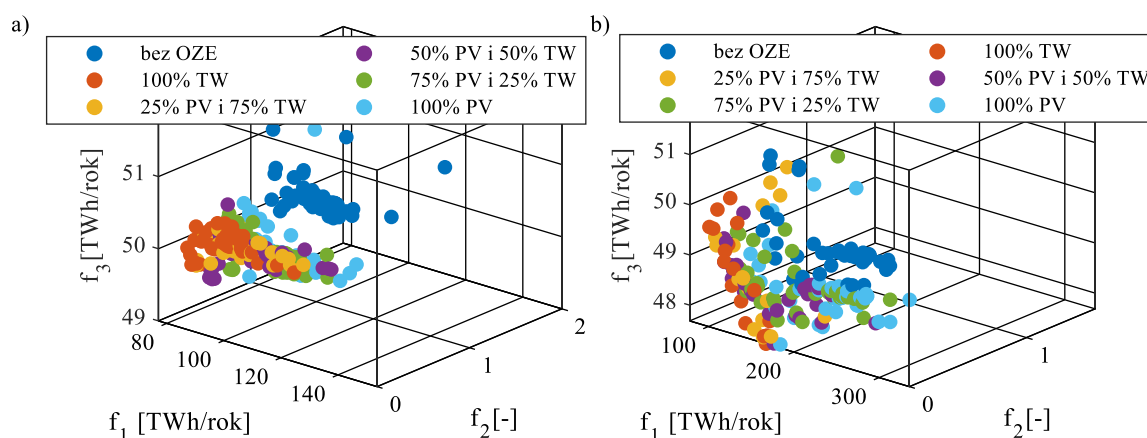 a)
bez OZE
50% PV i 50% TW
100% TW
75% PV i 25% TW
25% PV i 75% TW
100% PV
51
50
49
f3 [TWh/rok]
80
100
120
140
0
1
2
f1 [TWh/rok]
f2[-]
b)
bez OZE
100% TW
25% PV i 75% TW
50% PV i 50% TW
75% PV i 25% TW
100% PV
51
50
49
48
f3[TWh/rok]
100
200
300
0
1
f1 [TWh/rok]
f2[-]